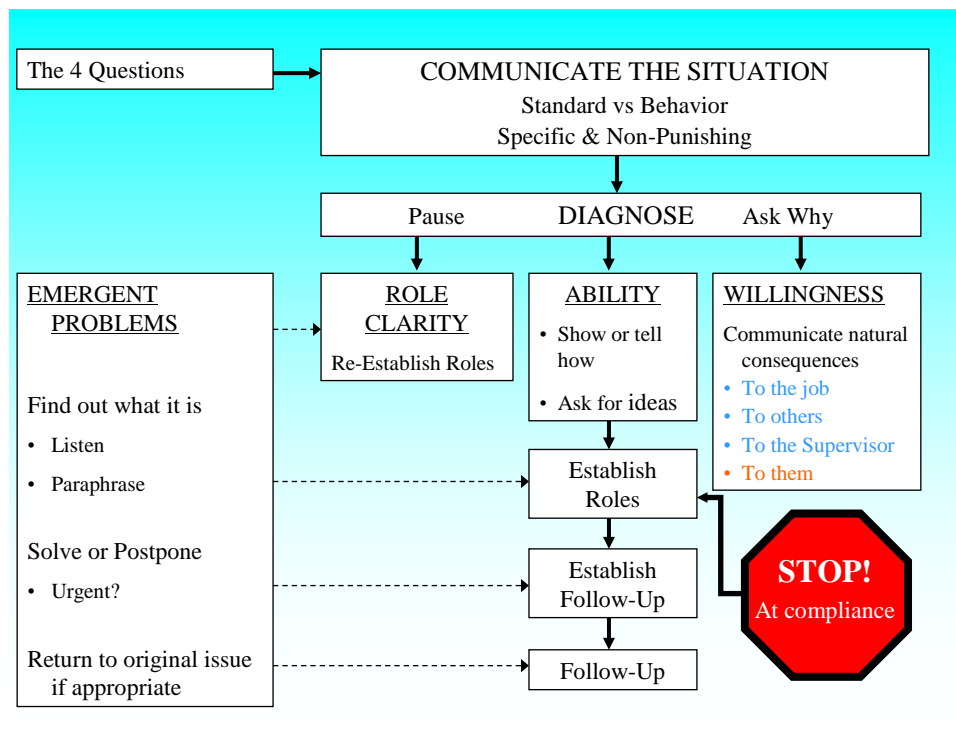 The 4 Questions
COMMUNICATE THE SITUATION
Standard vs Behavior
Specific & Non-Punishing
Pause DIAGNOSE Ask Why
EMERGENT
PROBLEMS
Find out what it is
• Listen
• Paraphrase
Solve or Postpone
• Urgent?
Return to original issue
if appropriate
ROLE
CLARITY
Re-Establish Roles
ABILITY
• Show or tell
how
• Ask for ideas
WILLINGNESS
Communicate natural
consequences
• To the job
• To others
• To the Supervisor
• To them
Establish
Roles
Establish
Follow-Up
Follow-Up
STOP!
At compliance